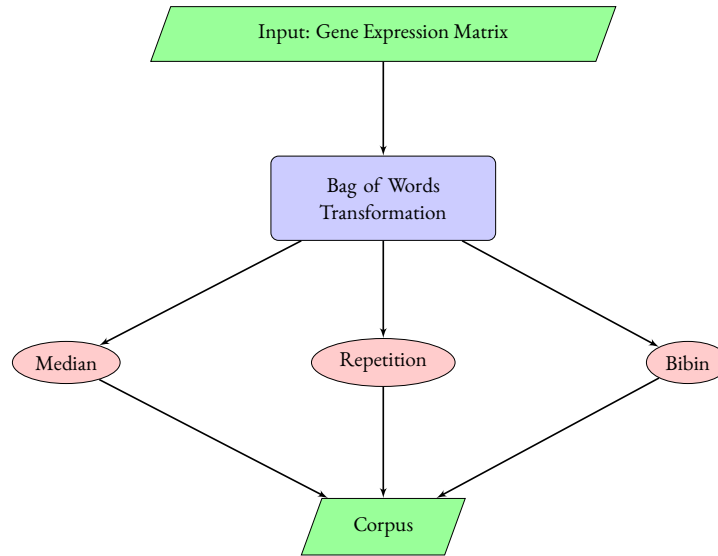 Input: Gene Expression Matrix
Bag of Words
Transformation
Median
Repetition
Bibin
Corpus